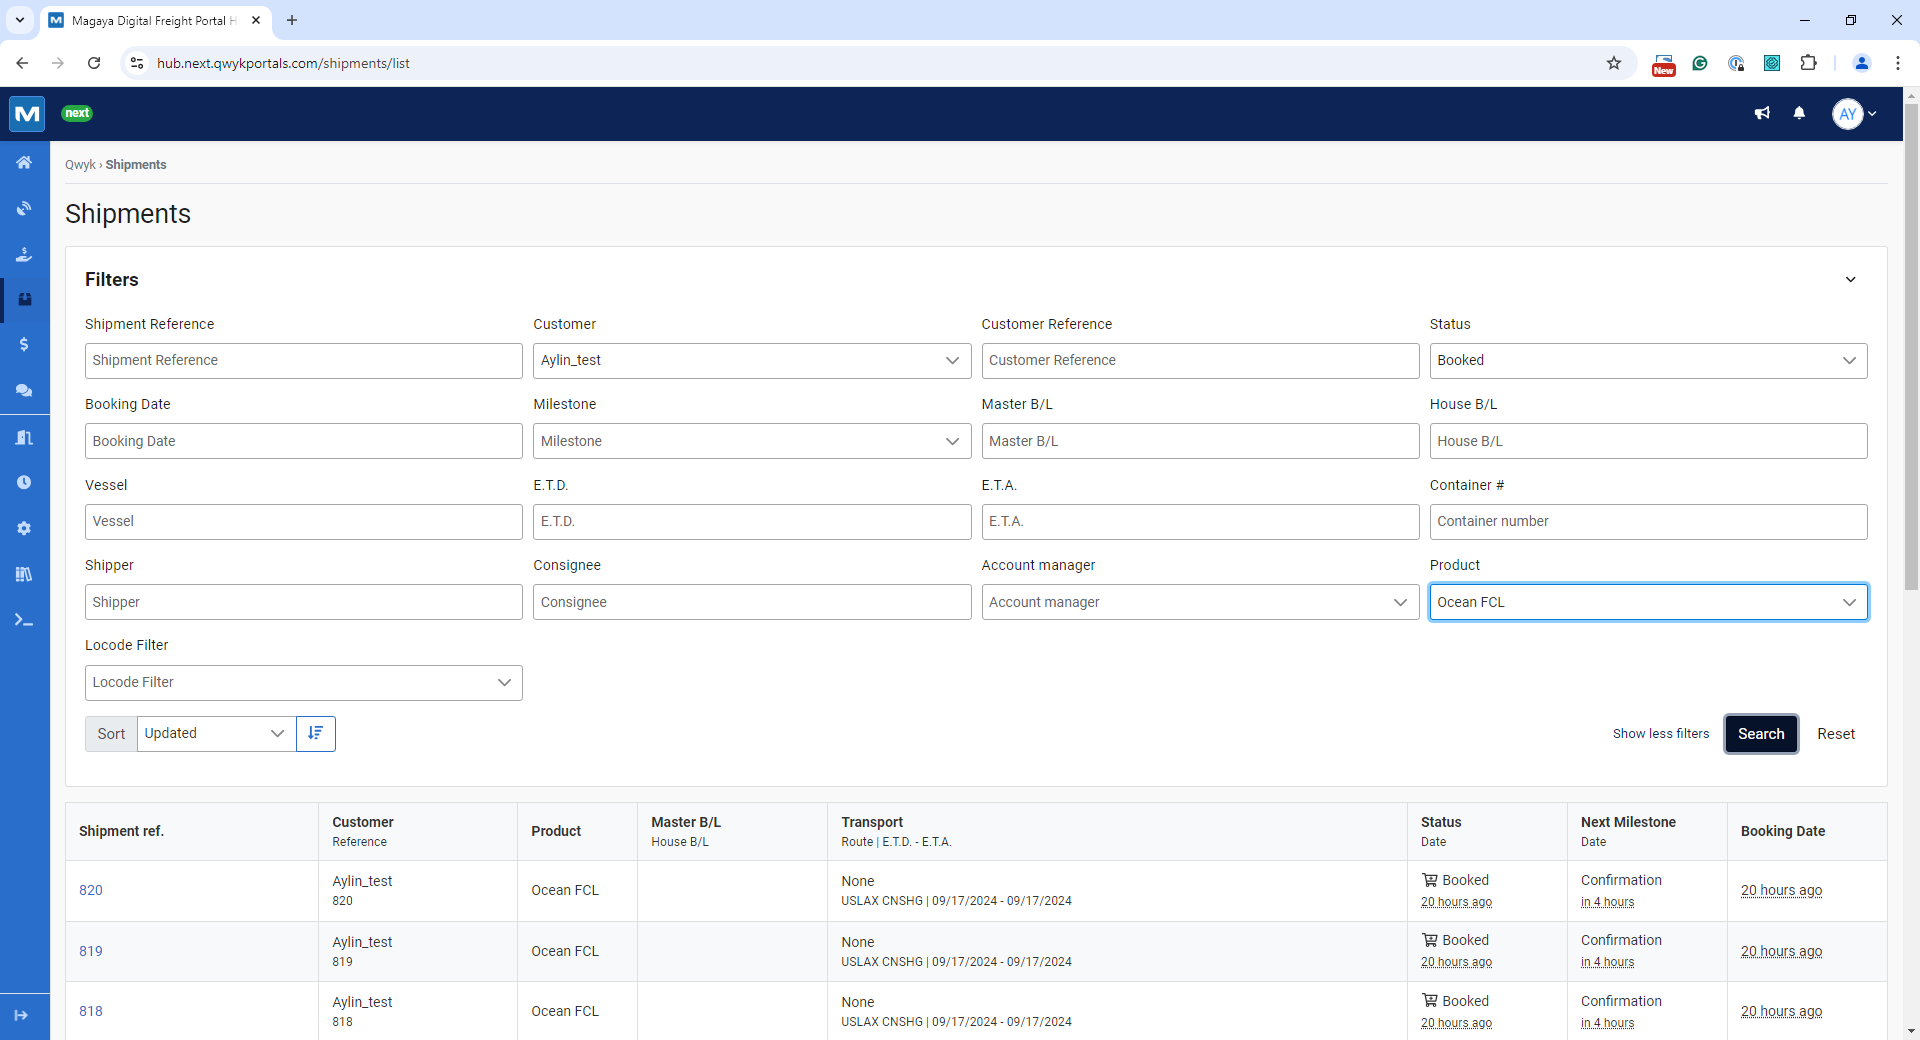 Magaya Digital Freight Portal H
hub.next.qwykportals.com/shipments/list
New
M
next
AY
Qwyk › Shipments
Shipments
Filters
Shipment Reference
Customer
Customer Reference
Status
Shipment Reference
Aylin_test
Customer Reference
Booked
Booking Date
Milestone
Master B/L
House B/L
Booking Date
Milestone
Master B/L
House B/L
Vessel
E.T.D.
E.T.A.
Container #
Vessel
E.T.D.
E.T.A.
Container number
Shipper
Consignee
Account manager
Product
Shipper
Consignee
Account manager
Ocean FCL
Locode Filter
Locode Filter
Sort
Updated
Show less filters
Search
Reset
Shipment ref.
Customer
Reference
Product
Master B/L
House B/L
Transport
Route | E.T.D. - E.T.A.
Status
Date
Next Milestone
Date
Booking Date
820
Aylin_test
820
Ocean FCL
None
USLAX CNSHG | 09/17/2024 - 09/17/2024
Booked
20 hours ago
Confirmation
in 4 hours
20 hours ago
819
Aylin_test
819
Ocean FCL
None
USLAX CNSHG | 09/17/2024 - 09/17/2024
Booked
20 hours ago
Confirmation
in 4 hours
20 hours ago
818
Aylin_test
818
Ocean FCL
None
USLAX CNSHG | 09/17/2024 - 09/17/2024
Booked
20 hours ago
Confirmation
in 4 hours
20 hours ago